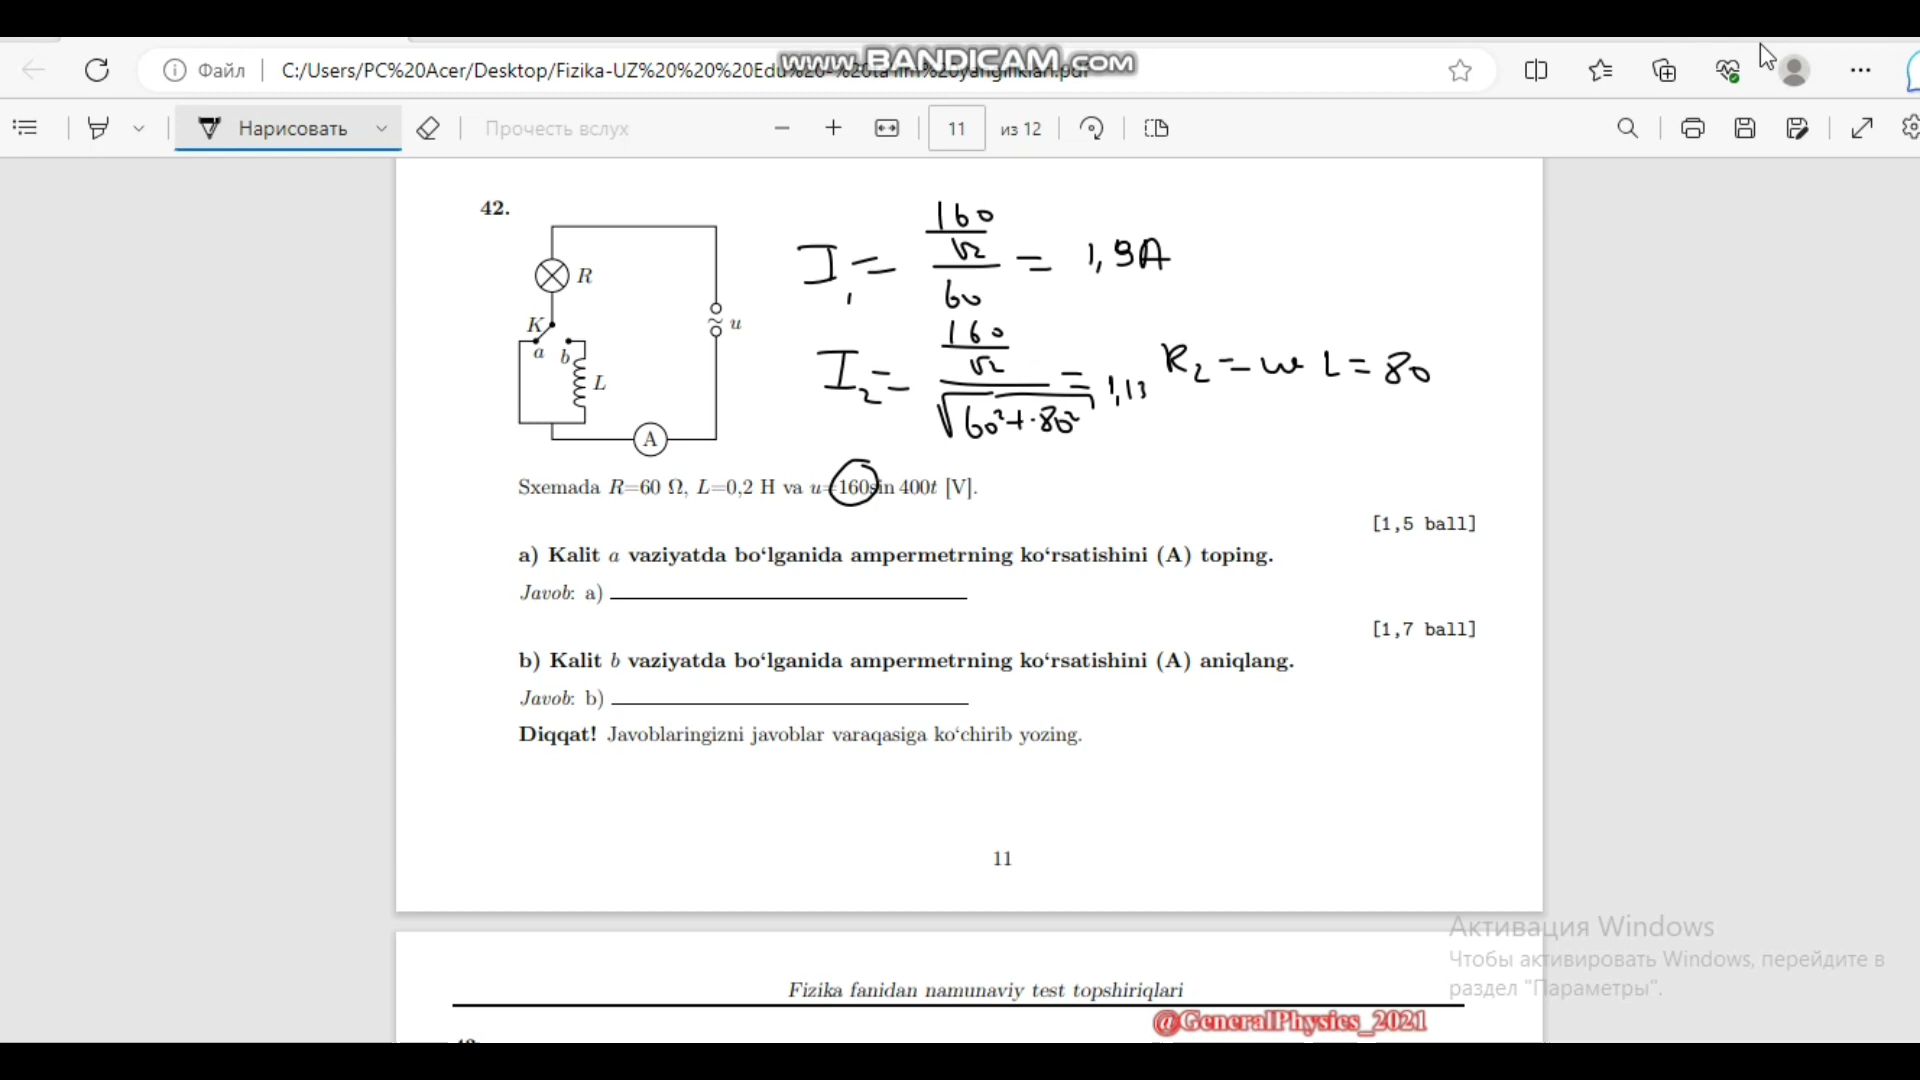 www.BANDICAM.com
Файл
C:/Users/PC%20Acer/Desktop/Fizika-UZ%20%20%20Edu
Нарисовать
Прочесть вслух
11
из 12
42.
R
K
a
b
L
A
u
I₁ = 160/√2 / 60 = 1,9A
I₂ = 160/√2 / √60²+80² = 1,13
R_L = ω L = 80
Sxemada R=60 Ω, L=0,2 H va u=160sin 400t [V].
[1,5 ball]
a) Kalit a vaziyatda bo‘lganida ampermetrning ko‘rsatishini (A) toping.
Javob: a)
[1,7 ball]
b) Kalit b vaziyatda bo‘lganida ampermetrning ko‘rsatishini (A) aniqlang.
Javob: b)
Diqqat! Javoblaringizni javoblar varaqasiga ko‘chirib yozing.
11
Активация Windows
Чтобы активировать Windows, перейдите в
раздел "Параметры".
Fizika fanidan namunaviy test topshiriqlari
@GeneralPhysics_2021